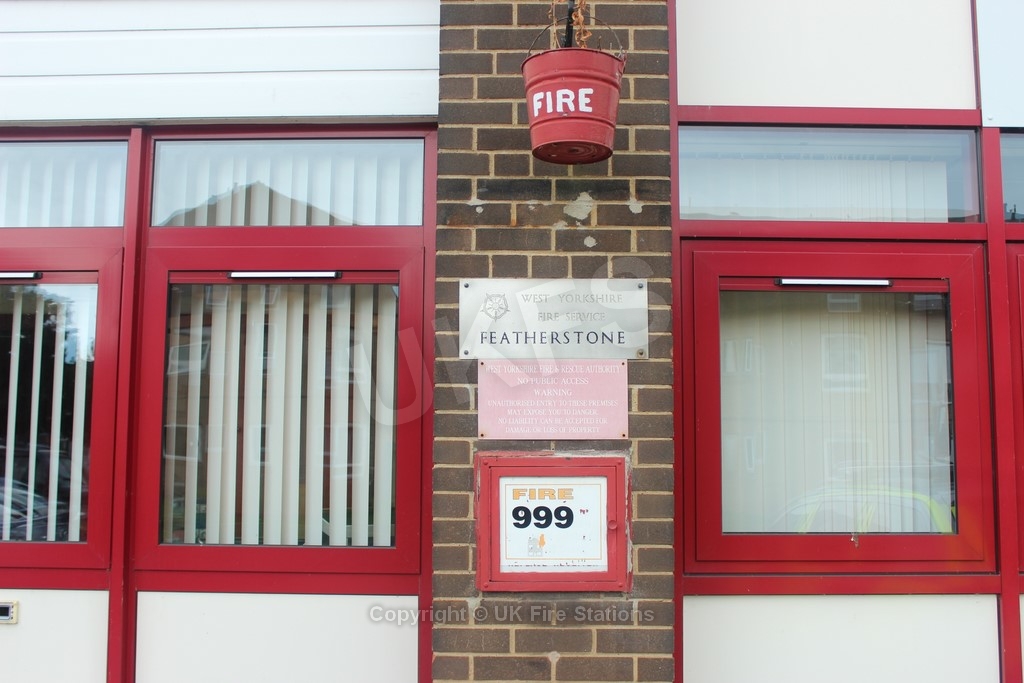 FIRE
WEST YORKSHIRE
FIRE SERVICE
FEATHERSTONE
WEST YORKSHIRE FIRE & RESCUE AUTHORITY
NO PUBLIC ACCESS
WARNING
UNAUTHORISED ENTRY TO THESE PREMISES
MAY EXPOSE YOU TO DANGER
NO LIABILITY CAN BE ACCEPTED FOR
DAMAGE OR LOSS OF PROPERTY
UKFS
FIRE
999
Copyright © UK Fire Stations